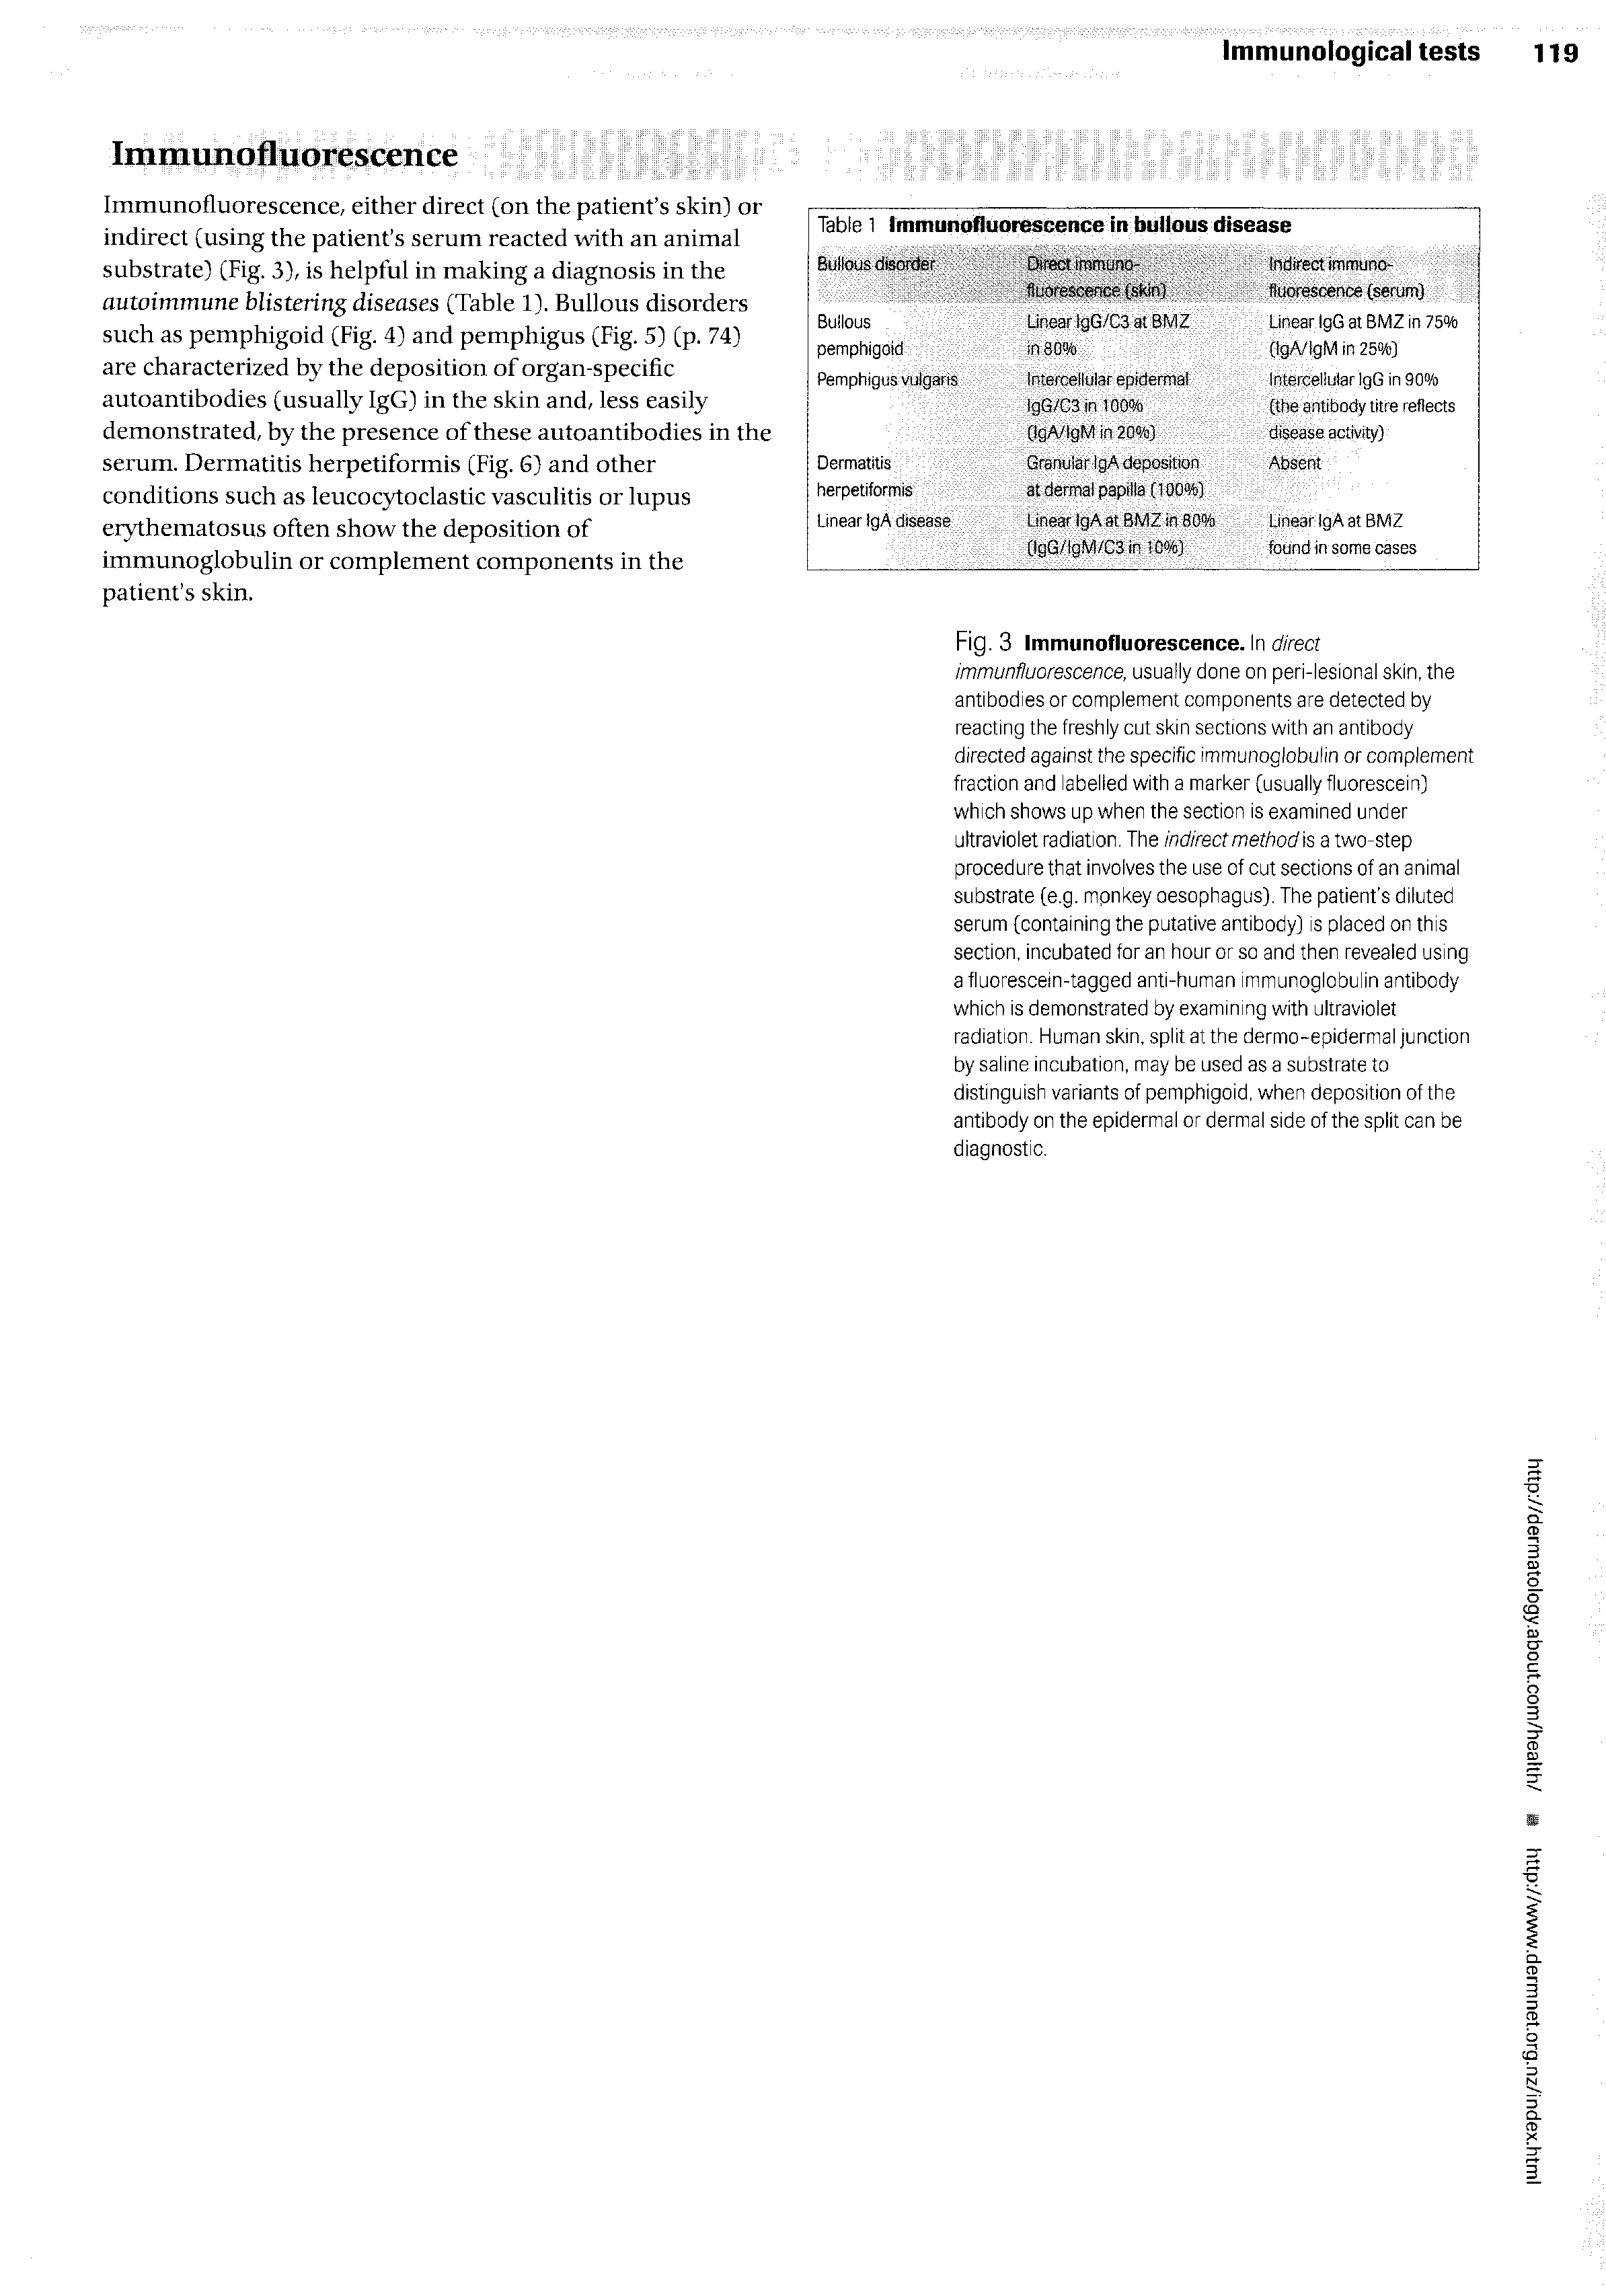 Immunological tests 119
Immunofluorescence
Immunofluorescence, either direct (on the patient's skin) or
indirect (using the patient's serum reacted with an animal
substrate) (Fig. 3), is helpful in making a diagnosis in the
autoimmune blistering diseases (Table 1). Bullous disorders
such as pemphigoid (Fig. 4) and pemphigus (Fig. 5) (p. 74)
are characterized by the deposition of organ-specific
autoantibodies (usually IgG) in the skin and, less easily
demonstrated, by the presence of these autoantibodies in the
serum. Dermatitis herpetiformis (Fig. 6) and other
conditions such as leucocytoclastic vasculitis or lupus
erythematosus often show the deposition of
immunoglobulin or complement components in the
patient's skin.
Table 1 Immunofluorescence in bullous disease
Bullous disorder Direct immuno- Indirect immuno-
fluorescence (skin) fluorescence (serum)
Bullous Linear IgG/C3 at BMZ Linear IgG at BMZ in 75%
pemphigoid in 80% (IgA/IgM in 25%)
Pemphigus vulgaris Intercellular epidermal Intercellular IgG in 90%
IgG/C3 in 100% (the antibody titre reflects
(IgA/IgM in 20%) disease activity)
Dermatitis Granular IgA deposition Absent
herpetiformis at dermal papilla (100%)
Linear IgA disease Linear IgA at BMZ in 80% Linear IgA at BMZ
(IgG/IgM/C3 in 10%) found in some cases
Fig. 3 Immunofluorescence. In direct
immunfluorescence, usually done on peri-lesional skin, the
antibodies or complement components are detected by
reacting the freshly cut skin sections with an antibody
directed against the specific immunoglobulin or complement
fraction and labelled with a marker (usually fluorescein)
which shows up when the section is examined under
ultraviolet radiation. The indirect method is a two-step
procedure that involves the use of cut sections of an animal
substrate (e.g. monkey oesophagus). The patient's diluted
serum (containing the putative antibody) is placed on this
section, incubated for an hour or so and then revealed using
a fluorescein-tagged anti-human immunoglobulin antibody
which is demonstrated by examining with ultraviolet
radiation. Human skin, split at the dermo-epidermal junction
by saline incubation, may be used as a substrate to
distinguish variants of pemphigoid, when deposition of the
antibody on the epidermal or dermal side of the split can be
diagnostic.
http://dermatology.about.com/health/ ■ http://www.dermnet.org.nz/index.html